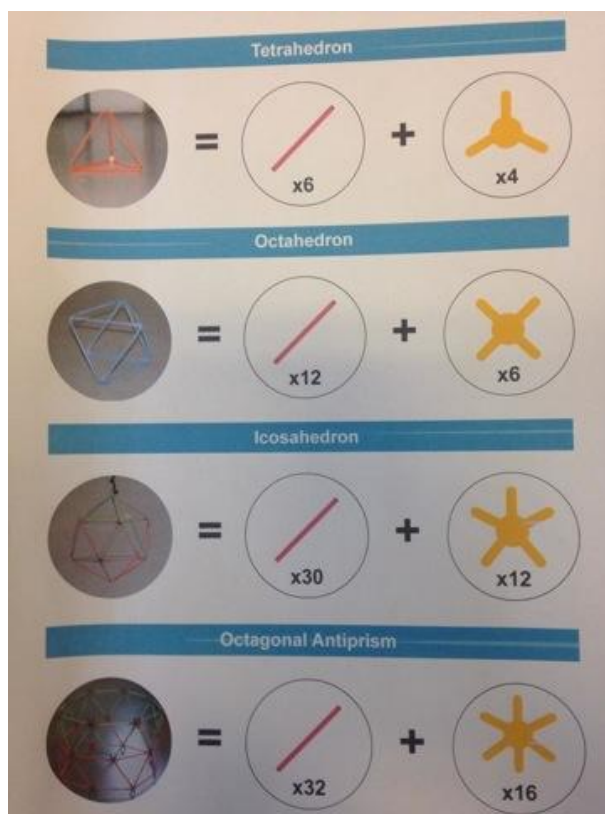 Tetrahedron
= x6 + x4
Octahedron
= x12 + x6
Icosahedron
= x30 + x12
Octagonal Antiprism
= x32 + x16